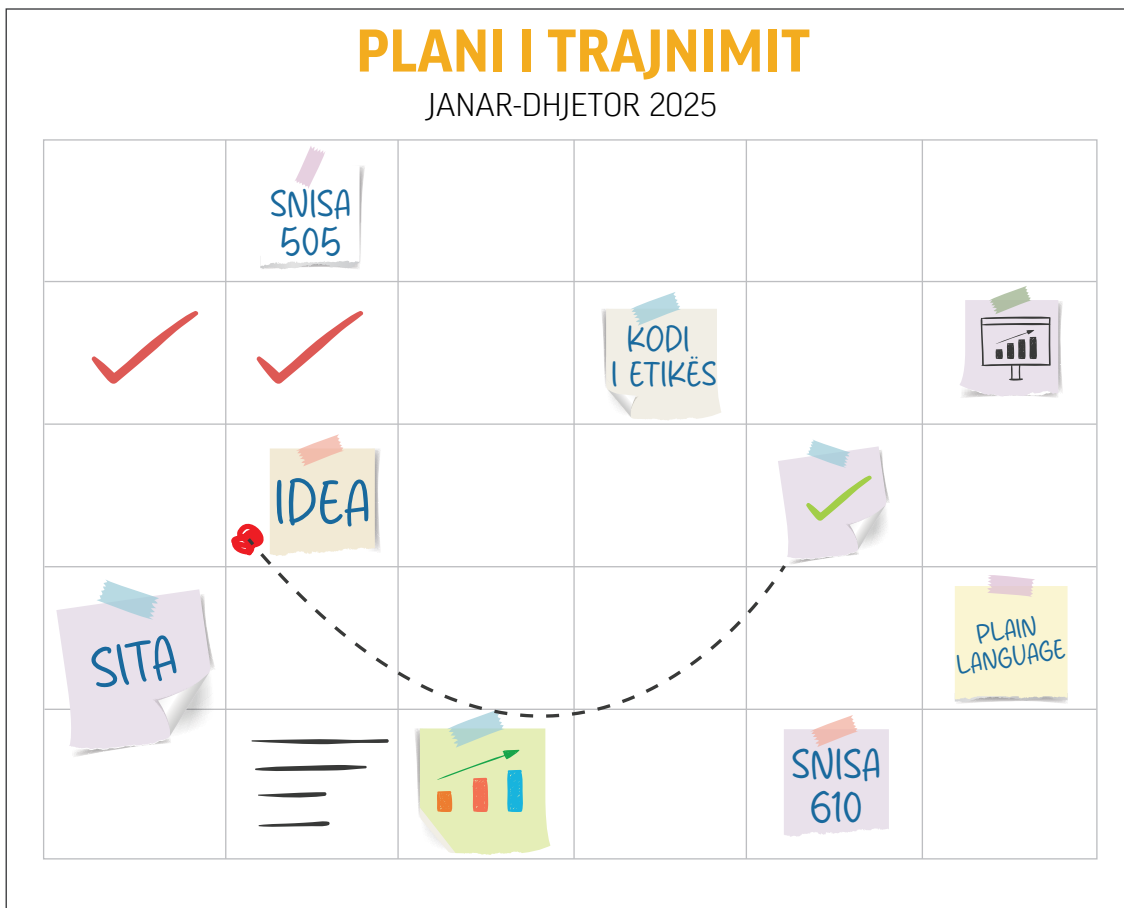 PLANI I TRAJNIMIT
JANAR-DHJETOR 2025
SNISA
505
KODI
I ETIKËS
IDEA
SITA
PLAIN
LANGUAGE
SNISA
610